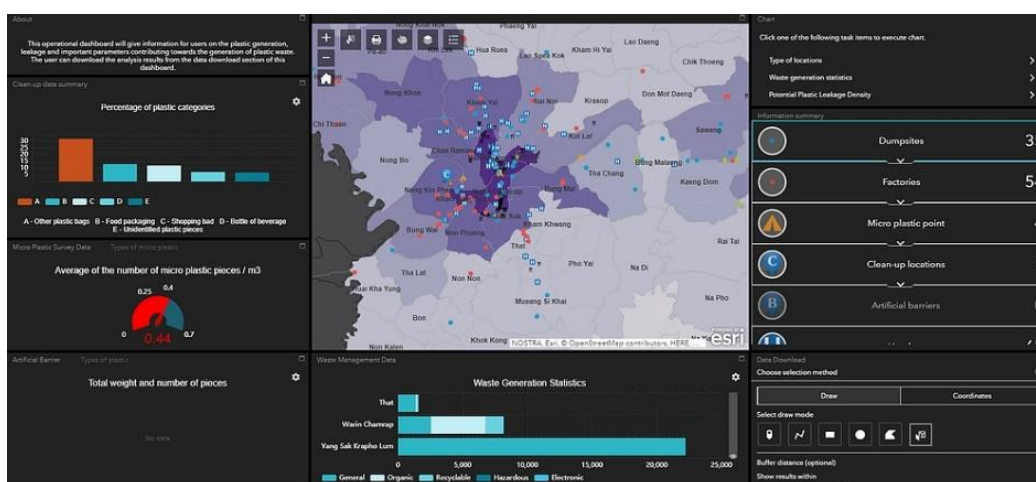 About
This operational dashboard will give information for users on the plastic generation,
leakage and important parameters contributing towards the generation of plastic waste.
The user can download the analysis results from the data download section of this
dashboard.
Clean-up data summary
Percentage of plastic categories
30
25
20
15
10
5
A B C D E
A - Other plastic bags B - Food packaging C - Shopping bad D - Bottle of beverage
E - Unidentified plastic pieces
Micro Plastic Survey Data Types of micro plastic
Average of the number of micro plastic pieces / m3
0.25 0.4
0 0.7
0.44
Artificial Barrier Types of plastic
Total weight and number of pieces
No data
Phaeng Yai
Lao Daeng
Hua Ruea
Kham Hi Yai
Lao Suea Kok
Chik Thoeng
Nong Khon
Kham Yai
Rai Noi
Krasop
Don Mot Daeng
Chi Thuan
Kut Lat
Sawang
Nong Bo
Tha Chang
Bung Malaeng
Kaeng Dom
Bung Mai
Bung Wai
Non Phueng
Kham Khwang
That
Rai Tai
Tha Lat
Non Non
Pho Yai
Na Di
Huai Kha Yung
Mueang Si Khai
Na Pho
Bon
Non Kalen
Khok Kong
NOSTRA, Esri, © OpenStreetMap contributors, HERE
POWERED BY
esri
Waste Management Data
Waste Generation Statistics
That
Warin Chamrap
Yang Sak Krapho Lum
0 5,000 10,000 15,000 20,000 25,000
General Organic Recyclable Hazardous Electronic
Chart
Click one of the following task items to execute chart.
Type of locations
Waste generation statistics
Potential Plastic Leakage Density
Information summary
Dumpsites
Factories
Micro plastic point
C Clean-up locations
B Artificial barriers
Data Download
Choose selection method
Draw Coordinates
Select draw mode
Buffer distance (optional)
Show results within